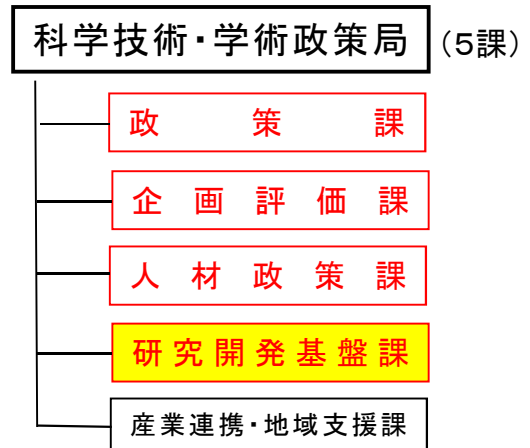 科学技術・学術政策局 (5課)
政策課
企画評価課
人材政策課
研究開発基盤課
産業連携・地域支援課